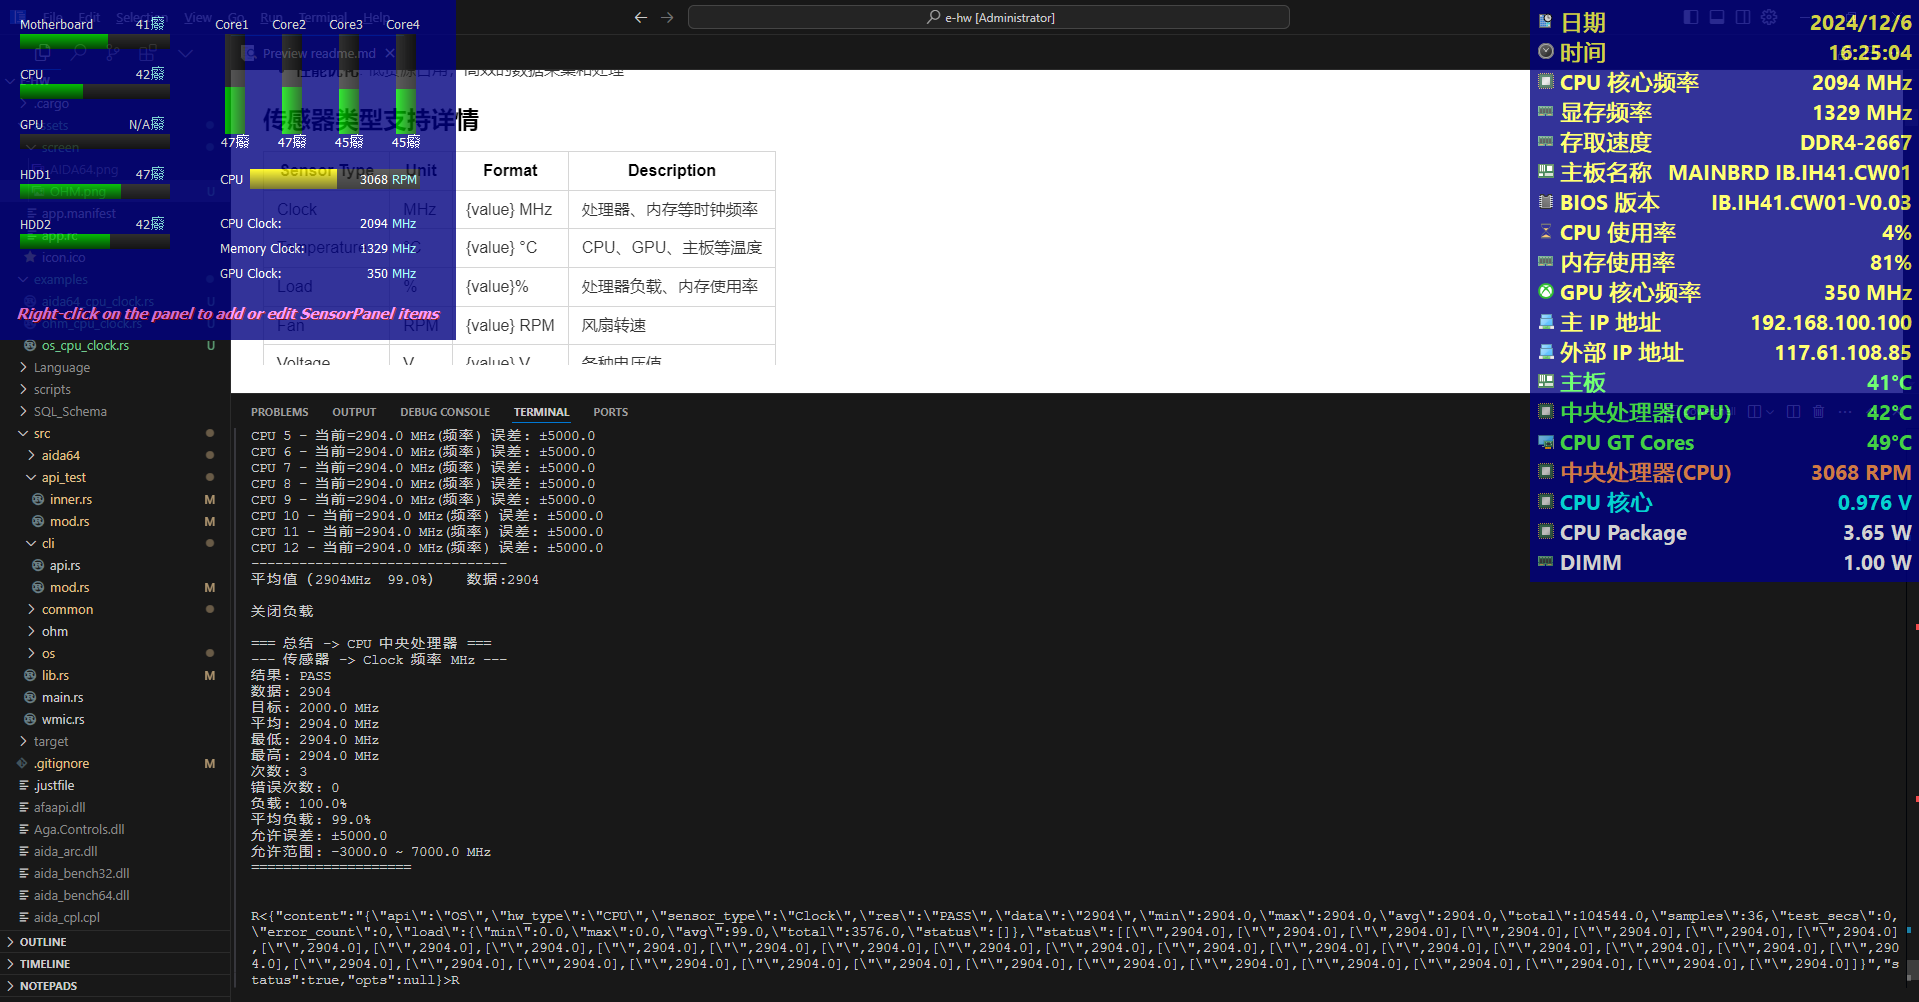 File Edit Selection View Go Run Terminal Help
e-hw [Administrator]
Motherboard 41℃
CPU 42℃
GPU N/A℃
HDD1 47℃
HDD2 42℃
Core1 Core2 Core3 Core4
47℃ 47℃ 45℃ 45℃
CPU 3068 RPM
CPU Clock: 2094 MHz
Memory Clock: 1329 MHz
GPU Clock: 350 MHz
Right-click on the panel to add or edit SensorPanel items
.cargo
screen
AIDA64.png
OHM.png U
app.manifest
app.rc
icon.ico
examples
aida64_cpu_clock.rs U
ohm_cpu_clock.rs U
os_cpu_clock.rs U
Language
scripts
SQL_Schema
src
aida64
api_test
inner.rs M
mod.rs M
cli
api.rs
mod.rs M
common
ohm
os
lib.rs M
main.rs
wmic.rs
target
.gitignore M
.justfile
afaapi.dll
Aga.Controls.dll
aida_arc.dll
aida_bench32.dll
aida_bench64.dll
aida_cpl.cpl
OUTLINE
TIMELINE
NOTEPADS
Preview readme.md
传感器类型支持详情
Sensor Type Unit Format Description
Clock MHz {value} MHz 处理器、内存等时钟频率
Temperature °C {value} °C CPU、GPU、主板等温度
Load % {value}% 处理器负载、内存使用率
Fan RPM {value} RPM 风扇转速
Voltage V {value} V 各种电压值
PROBLEMS OUTPUT DEBUG CONSOLE TERMINAL PORTS
CPU 5 - 当前=2904.0 MHz(频率) 误差: ±5000.0
CPU 6 - 当前=2904.0 MHz(频率) 误差: ±5000.0
CPU 7 - 当前=2904.0 MHz(频率) 误差: ±5000.0
CPU 8 - 当前=2904.0 MHz(频率) 误差: ±5000.0
CPU 9 - 当前=2904.0 MHz(频率) 误差: ±5000.0
CPU 10 - 当前=2904.0 MHz(频率) 误差: ±5000.0
CPU 11 - 当前=2904.0 MHz(频率) 误差: ±5000.0
CPU 12 - 当前=2904.0 MHz(频率) 误差: ±5000.0
--------------------------------
平均值 (2904MHz 99.0%) 数据:2904
关闭负载
=== 总结 -> CPU 中央处理器 ===
--- 传感器 -> Clock 频率 MHz ---
结果: PASS
数据: 2904
目标: 2000.0 MHz
平均: 2904.0 MHz
最低: 2904.0 MHz
最高: 2904.0 MHz
次数: 3
错误次数: 0
负载: 100.0%
平均负载: 99.0%
允许误差: ±5000.0
允许范围: -3000.0 ~ 7000.0 MHz
====================
R<{"content":"{\"api\":\"OS\",\"hw_type\":\"CPU\",\"sensor_type\":\"Clock\",\"res\":\"PASS\",\"data\":\"2904\",\"min\":2904.0,\"max\":2904.0,\"avg\":2904.0,\"total\":104544.0,\"samples\":36,\"test_secs\":0,
\"error_count\":0,\"load\":{\"min\":0.0,\"max\":0.0,\"avg\":99.0,\"total\":3576.0,\"status\":[]},\"status\":[[\"\",2904.0],[\"\",2904.0],[\"\",2904.0],[\"\",2904.0],[\"\",2904.0],[\"\",2904.0],[\"\",2904.0]
,[\"\",2904.0],[\"\",2904.0],[\"\",2904.0],[\"\",2904.0],[\"\",2904.0],[\"\",2904.0],[\"\",2904.0],[\"\",2904.0],[\"\",2904.0],[\"\",2904.0],[\"\",2904.0],[\"\",2904.0],[\"\",2904.0],[\"\",2904.0],[\"\",290
4.0],[\"\",2904.0],[\"\",2904.0],[\"\",2904.0],[\"\",2904.0],[\"\",2904.0],[\"\",2904.0],[\"\",2904.0],[\"\",2904.0],[\"\",2904.0],[\"\",2904.0],[\"\",2904.0],[\"\",2904.0],[\"\",2904.0],[\"\",2904.0]]}","s
tatus":true,"opts":null}>R
日期 2024/12/6
时间 16:25:04
CPU 核心频率 2094 MHz
显存频率 1329 MHz
存取速度 DDR4-2667
主板名称 MAINBRD IB.IH41.CW01
BIOS 版本 IB.IH41.CW01-V0.03
CPU 使用率 4%
内存使用率 81%
GPU 核心频率 350 MHz
主 IP 地址 192.168.100.100
外部 IP 地址 117.61.108.85
主板 41°C
中央处理器(CPU) 42°C
CPU GT Cores 49°C
中央处理器(CPU) 3068 RPM
CPU 核心 0.976 V
CPU Package 3.65 W
DIMM 1.00 W